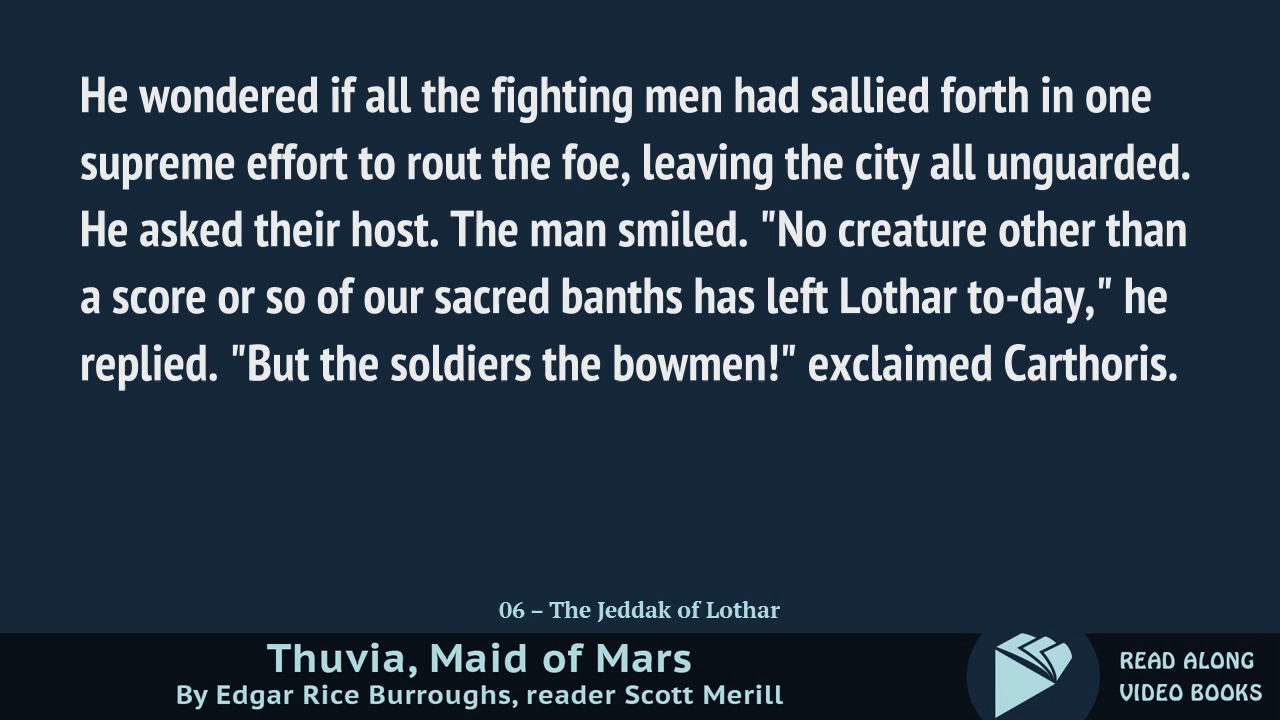 He wondered if all the fighting men had sallied forth in one
supreme effort to rout the foe, leaving the city all unguarded.
He asked their host. The man smiled. "No creature other than
a score or so of our sacred banths has left Lothar to-day," he
replied. "But the soldiers the bowmen!" exclaimed Carthoris.
06 – The Jeddak of Lothar
Thuvia, Maid of Mars
By Edgar Rice Burroughs, reader Scott Merill
READ ALONG
VIDEO BOOKS